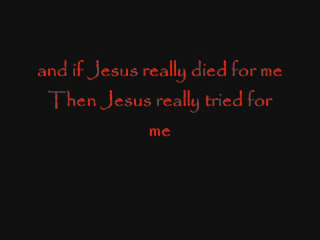 and if Jesus really died for me
Then Jesus really tried for
me